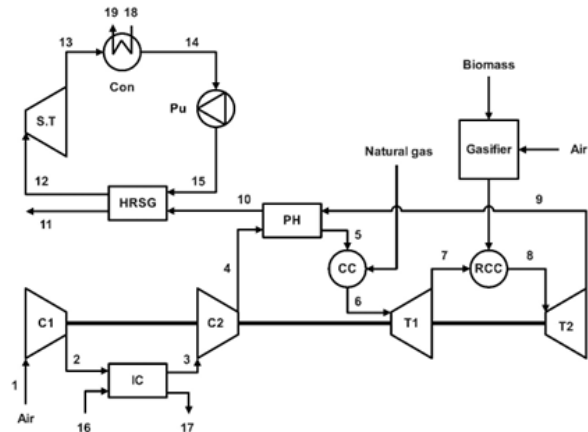 19 18
13
14
Con
S.T
Pu
Biomass
Gasifier
Air
Natural gas
12
15
HRSG
11
10
PH
5
9
4
CC
7
RCC
8
6
C1
C2
T1
T2
2
IC
3
1
Air
16
17